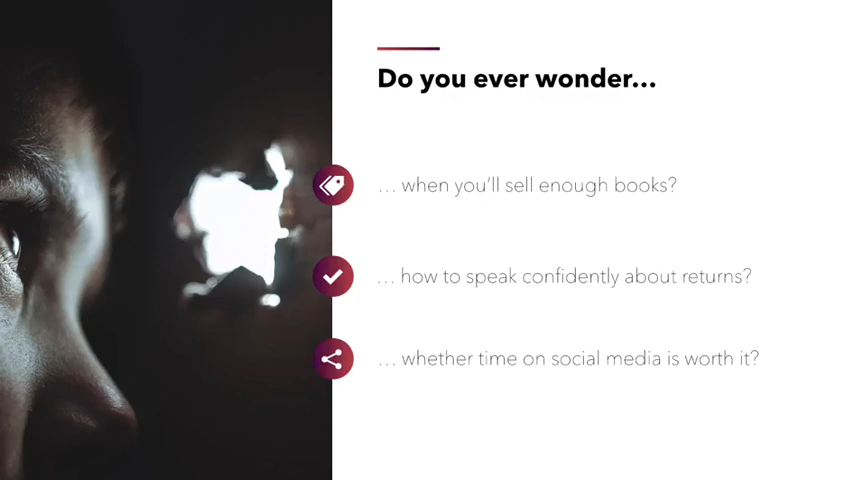 Do you ever wonder...
... when you'll sell enough books?
... how to speak confidently about returns?
... whether time on social media is worth it?